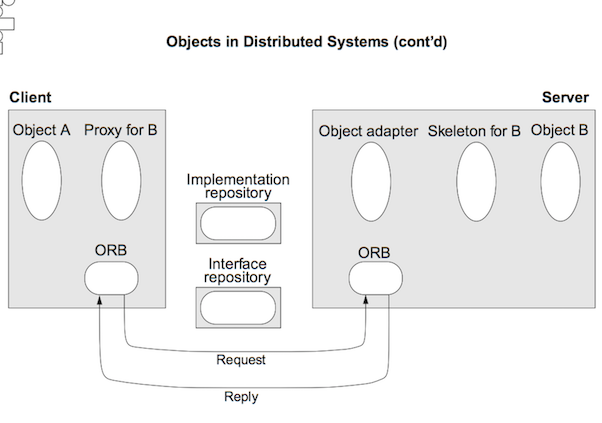 Objects in Distributed Systems (cont'd)
Client
Server
Object A
Proxy for B
Object adapter
Skeleton for B
Object B
Implementation
repository
ORB
Interface
repository
ORB
Request
Reply